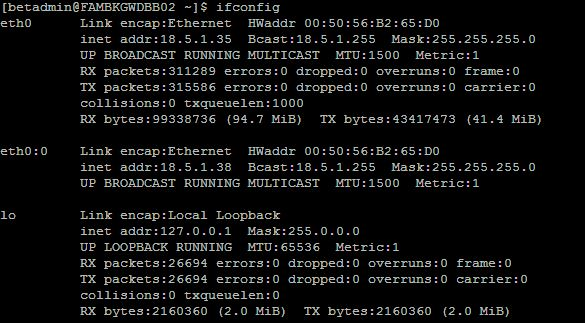 [betadmin@FAMBKGWDBB02 ~]$ ifconfig
eth0 Link encap:Ethernet HWaddr 00:50:56:B2:65:D0
inet addr:18.5.1.35 Bcast:18.5.1.255 Mask:255.255.255.0
UP BROADCAST RUNNING MULTICAST MTU:1500 Metric:1
RX packets:311289 errors:0 dropped:0 overruns:0 frame:0
TX packets:315586 errors:0 dropped:0 overruns:0 carrier:0
collisions:0 txqueuelen:1000
RX bytes:99338736 (94.7 MiB) TX bytes:43417473 (41.4 MiB)
eth0:0 Link encap:Ethernet HWaddr 00:50:56:B2:65:D0
inet addr:18.5.1.38 Bcast:18.5.1.255 Mask:255.255.255.0
UP BROADCAST RUNNING MULTICAST MTU:1500 Metric:1
lo Link encap:Local Loopback
inet addr:127.0.0.1 Mask:255.0.0.0
UP LOOPBACK RUNNING MTU:65536 Metric:1
RX packets:26694 errors:0 dropped:0 overruns:0 frame:0
TX packets:26694 errors:0 dropped:0 overruns:0 carrier:0
collisions:0 txqueuelen:0
RX bytes:2160360 (2.0 MiB) TX bytes:2160360 (2.0 MiB)